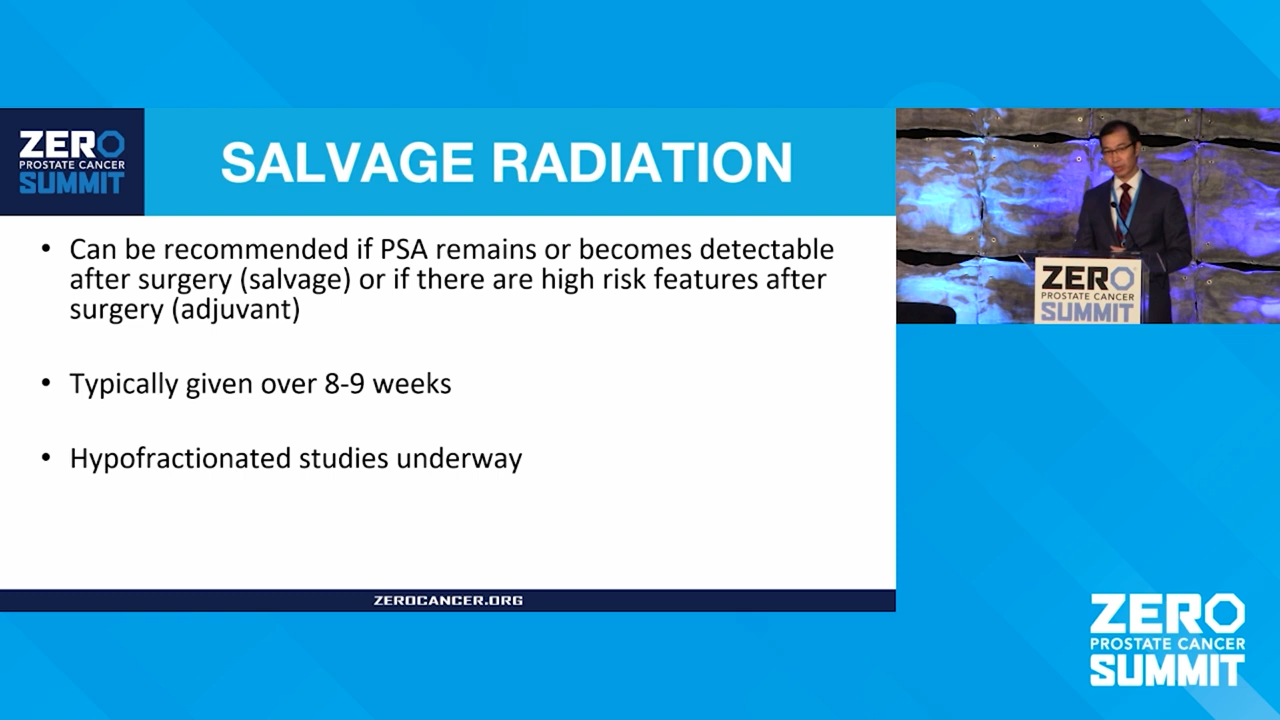 ZERO
PROSTATE CANCER
SUMMIT
SALVAGE RADIATION
• Can be recommended if PSA remains or becomes detectable
after surgery (salvage) or if there are high risk features after
surgery (adjuvant)
• Typically given over 8-9 weeks
• Hypofractionated studies underway
ZEROCANCER.ORG
ZERO
PROSTATE CANCER
SUMMIT
ZERO
PROSTATE CANCER
SUMMIT